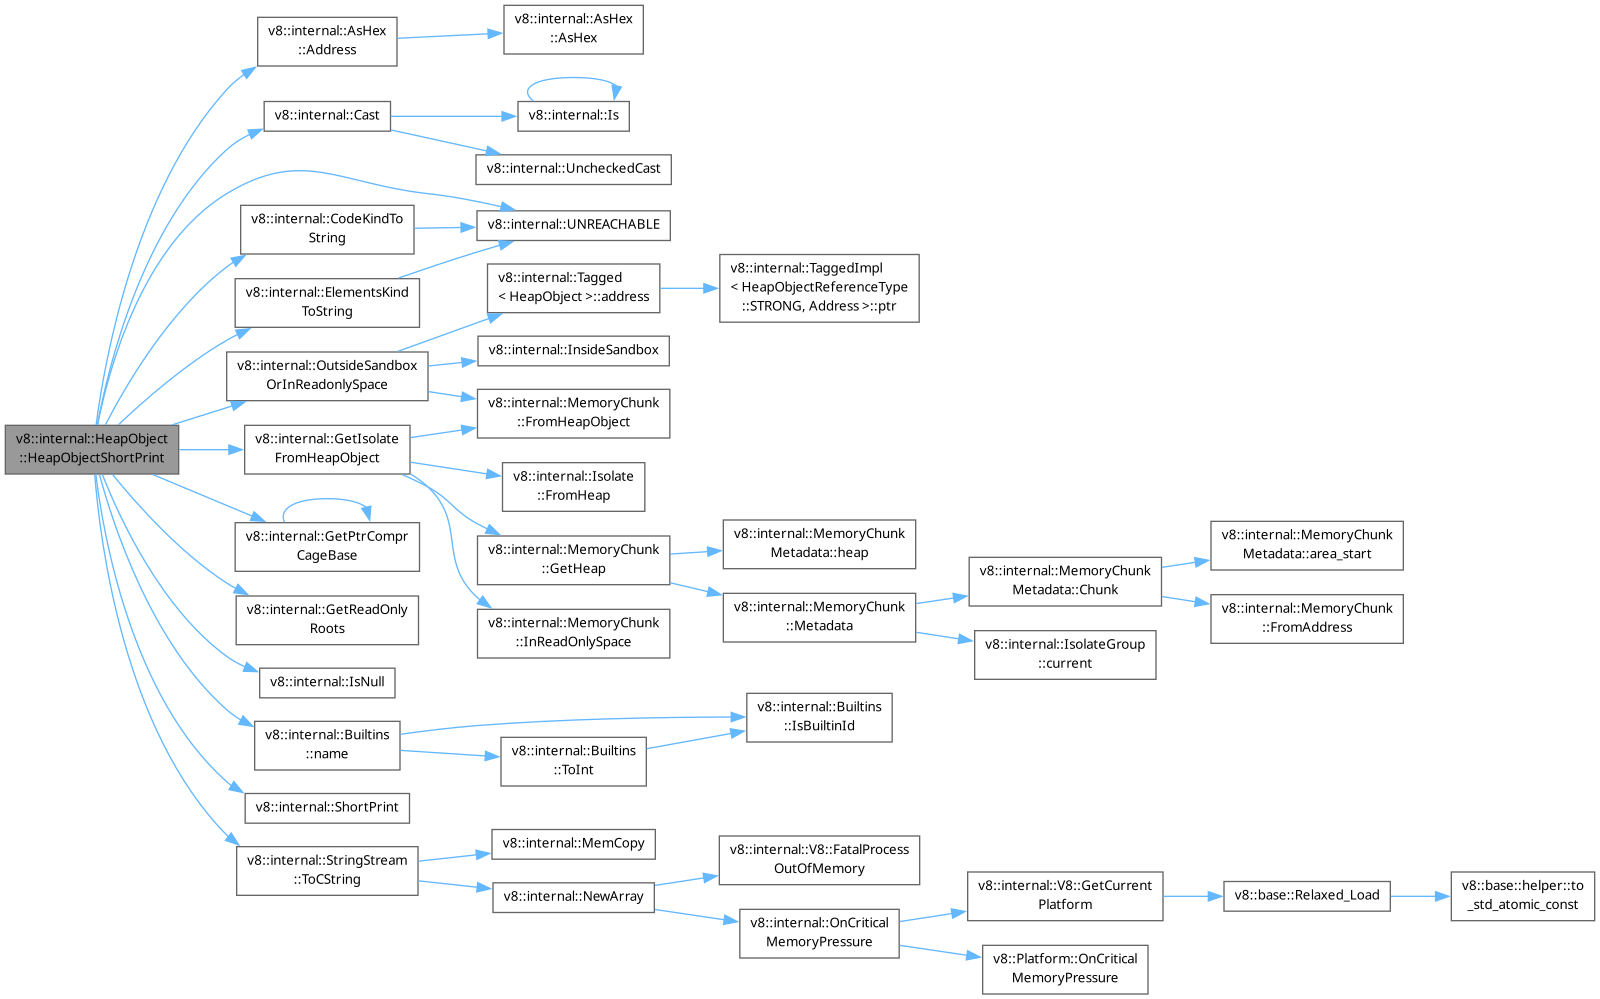 v8::internal::HeapObject
::HeapObjectShortPrint
v8::internal::AsHex
::Address
v8::internal::AsHex
::AsHex
v8::internal::Cast
v8::internal::Is
v8::internal::UncheckedCast
v8::internal::UNREACHABLE
v8::internal::CodeKindTo
String
v8::internal::ElementsKind
ToString
v8::internal::OutsideSandbox
OrInReadonlySpace
v8::internal::Tagged
< HeapObject >::address
v8::internal::TaggedImpl
< HeapObjectReferenceType
::STRONG, Address >::ptr
v8::internal::InsideSandbox
v8::internal::MemoryChunk
::FromHeapObject
v8::internal::GetIsolate
FromHeapObject
v8::internal::Isolate
::FromHeap
v8::internal::MemoryChunk
::GetHeap
v8::internal::MemoryChunk
Metadata::heap
v8::internal::MemoryChunk
::Metadata
v8::internal::MemoryChunk
Metadata::Chunk
v8::internal::MemoryChunk
Metadata::area_start
v8::internal::MemoryChunk
::FromAddress
v8::internal::IsolateGroup
::current
v8::internal::MemoryChunk
::InReadOnlySpace
v8::internal::GetPtrCompr
CageBase
v8::internal::GetReadOnly
Roots
v8::internal::IsNull
v8::internal::Builtins
::name
v8::internal::Builtins
::IsBuiltinId
v8::internal::Builtins
::ToInt
v8::internal::ShortPrint
v8::internal::StringStream
::ToCString
v8::internal::MemCopy
v8::internal::NewArray
v8::internal::V8::FatalProcess
OutOfMemory
v8::internal::OnCritical
MemoryPressure
v8::internal::V8::GetCurrent
Platform
v8::base::Relaxed_Load
v8::base::helper::to
_std_atomic_const
v8::Platform::OnCritical
MemoryPressure